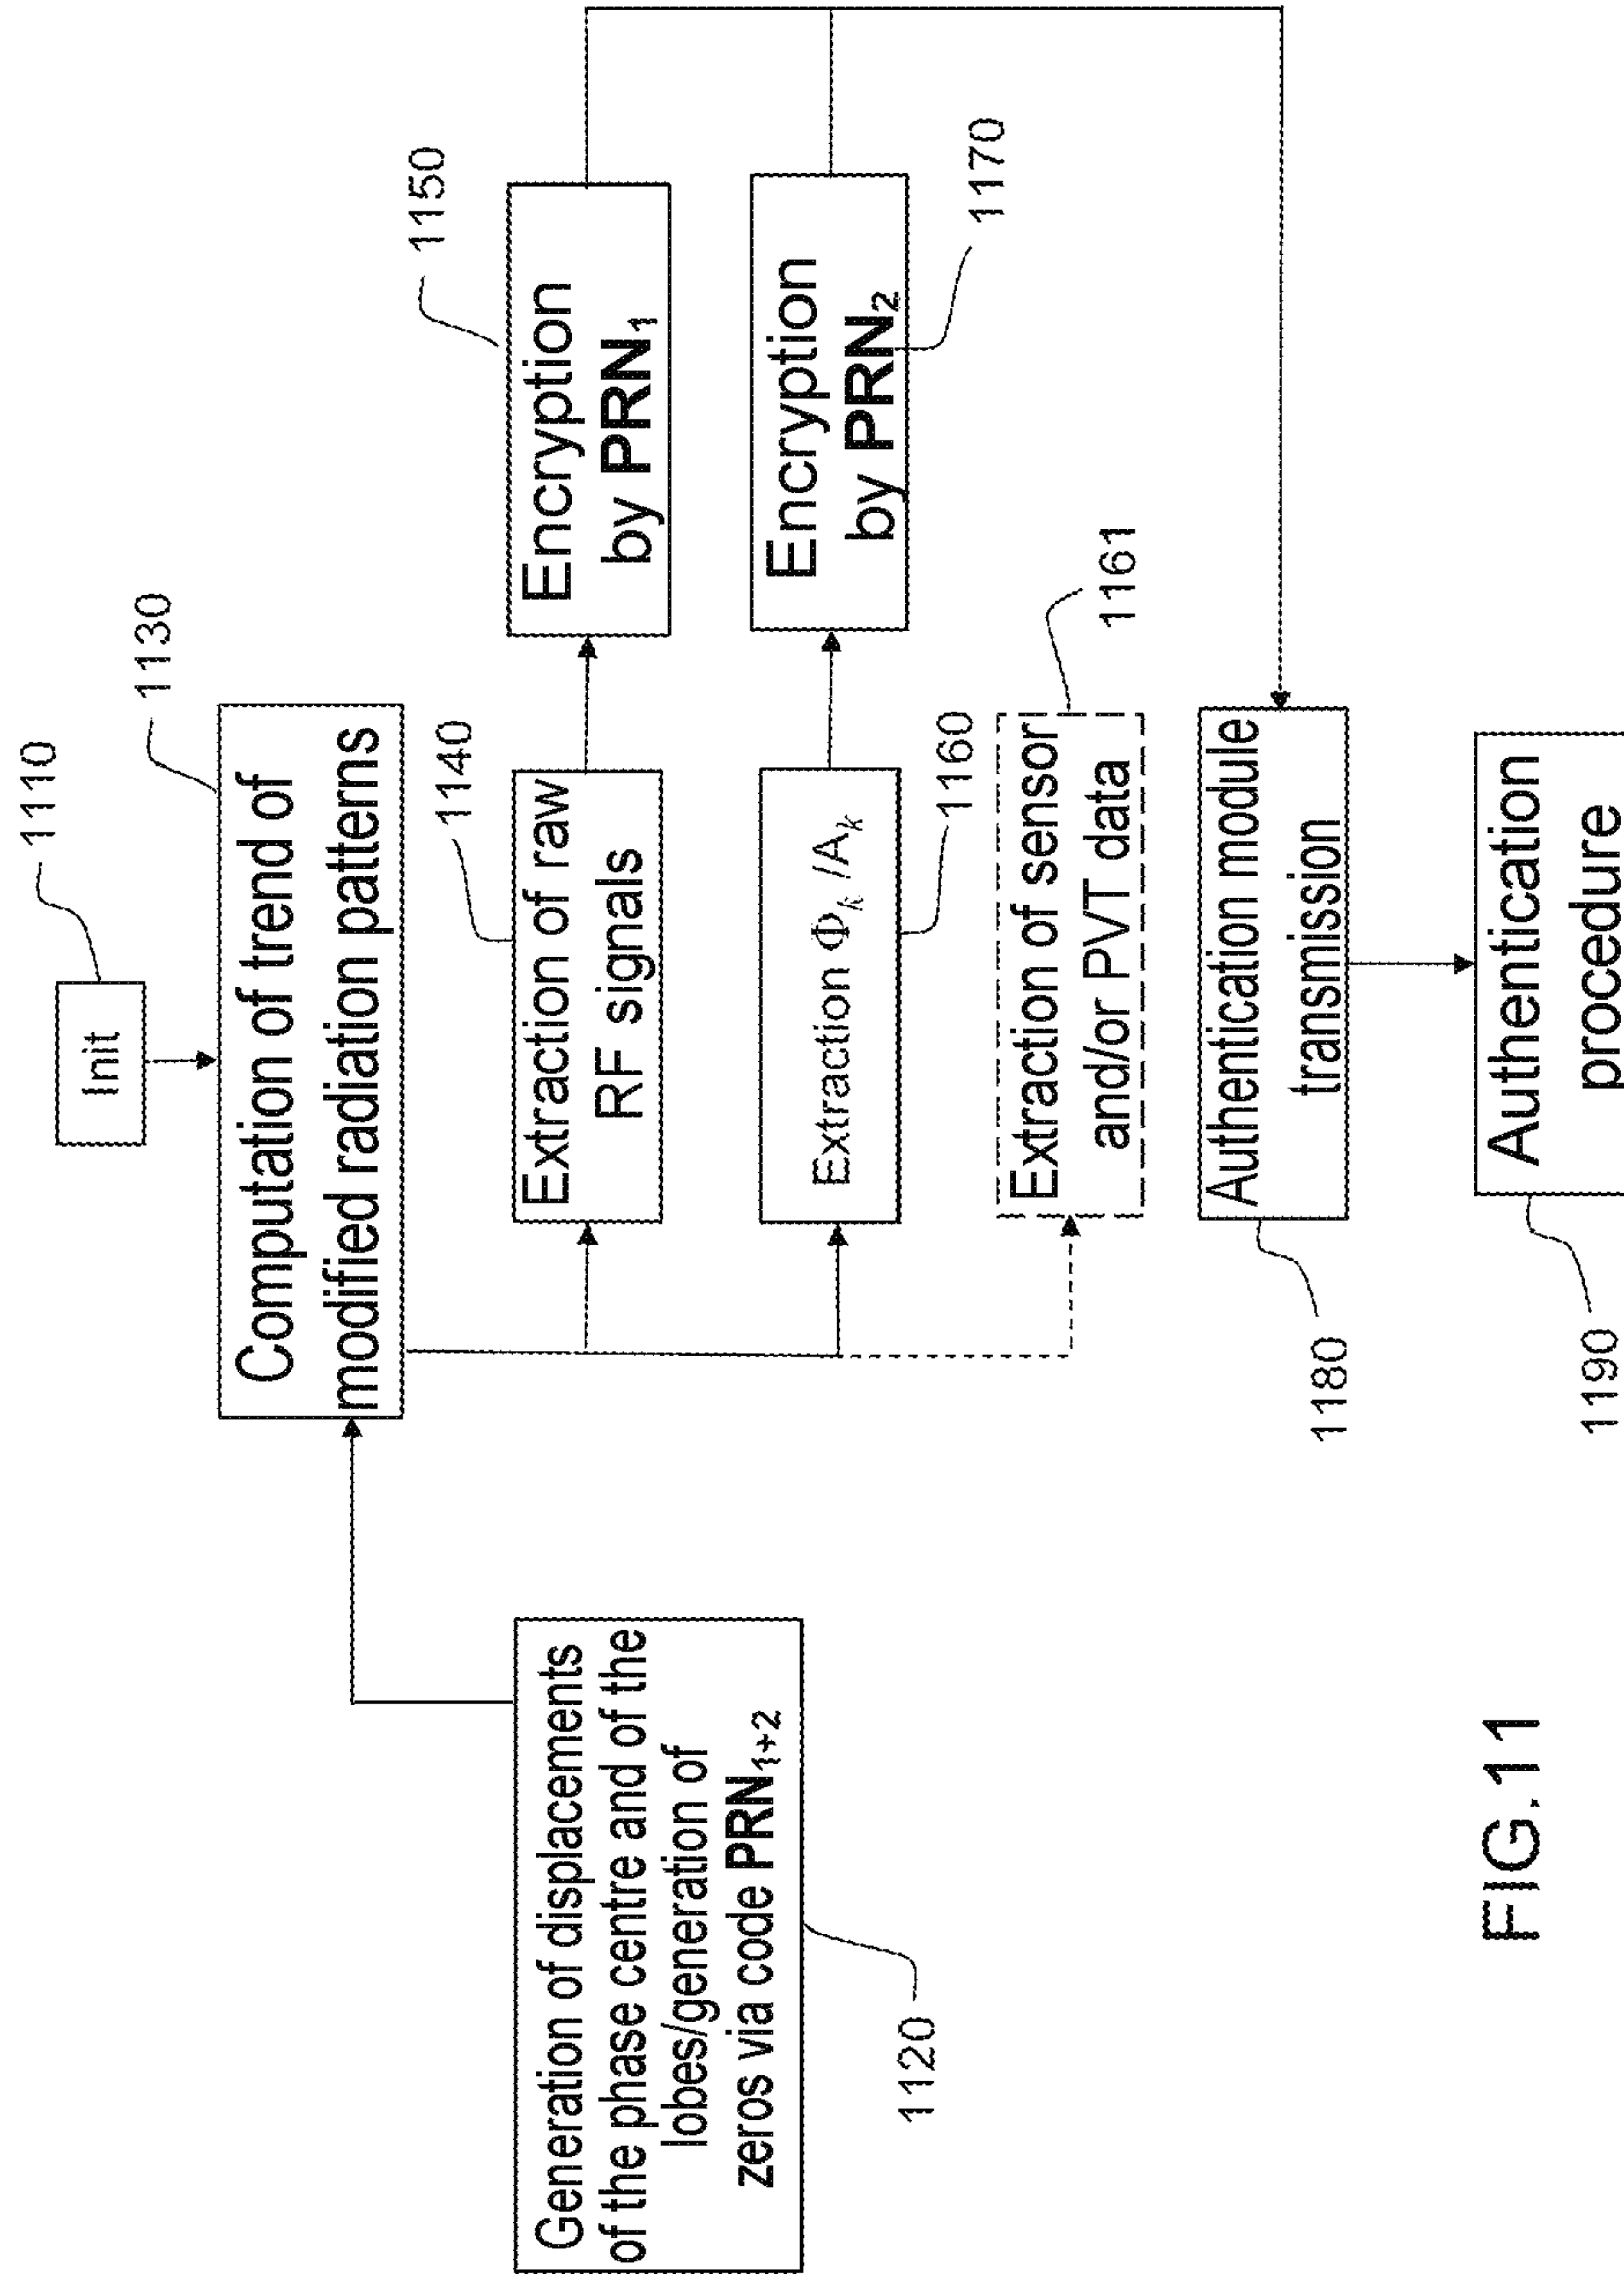 1110
Init
1130
Computation of trend of
modified radiation patterns
Generation of displacements
of the phase centre and of the
lobes/generation of
zeros via code PRN1+2
1120
1140
Extraction of raw
RF signals
1150
Encryption
by PRN1
Extraction Φk /Ak
1160
Encryption
by PRN2
1170
Extraction of sensor
and/or PVT data
1161
Authentication module
transmission
1180
Authentication
procedure
1190
FIG.11